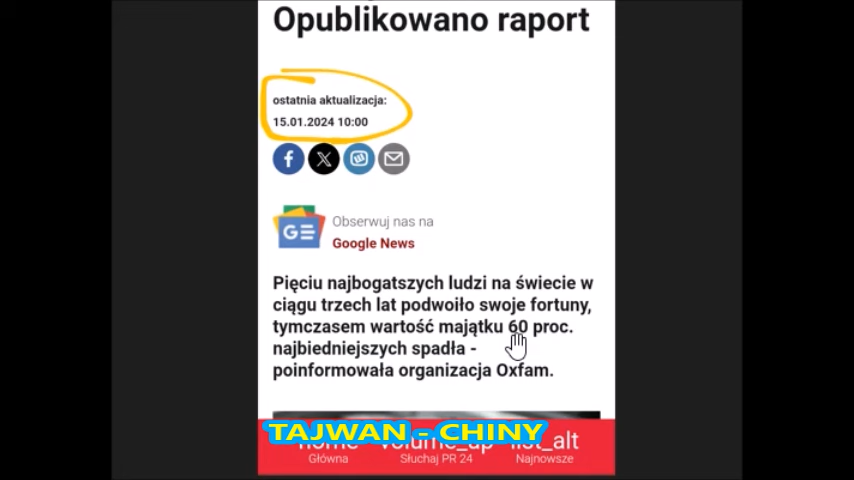 Opublikowano raport
ostatnia aktualizacja:
15.01.2024 10:00
Obserwuj nas na
Google News
Pięciu najbogatszych ludzi na świecie w
ciągu trzech lat podwoiło swoje fortuny,
tymczasem wartość majątku 60 proc.
najbiedniejszych spadła -
poinformowała organizacja Oxfam.
TAJWAN - CHINY
home volume_up list_alt
Główna Słuchaj PR 24 Najnowsze